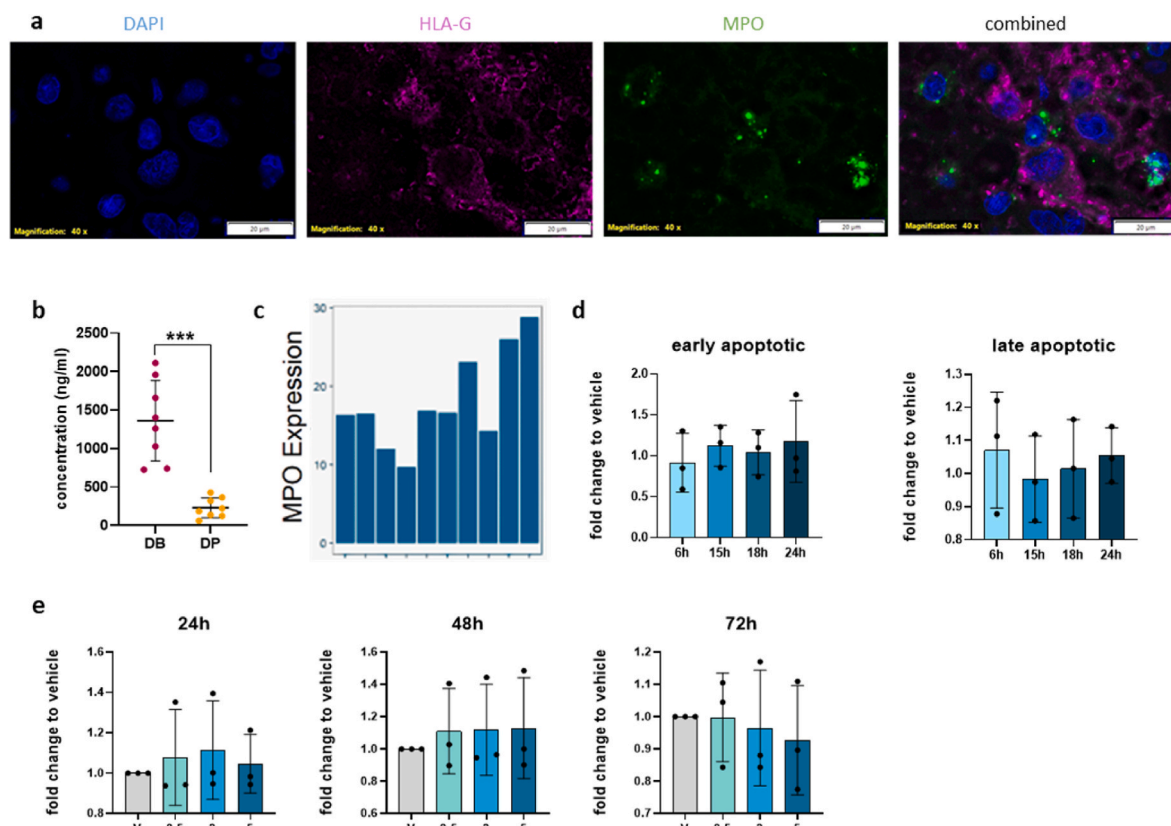 a
DAPI
HLA-G
MPO
combined
Magnification: 40 x
20 µm
Magnification: 40 x
20 µm
Magnification: 40 x
20 µm
Magnification: 40 x
20 µm
b
concentration (ng/ml)
2500
2000
1500
1000
500
0
***
DB
DP
c
MPO Expression
30
20
10
0
d
early apoptotic
fold change to vehicle
2.0
1.5
1.0
0.5
0.0
6h
15h
18h
24h
late apoptotic
fold change to vehicle
1.3
1.2
1.1
1.0
0.9
0.8
6h
15h
18h
24h
e
24h
fold change to vehicle
1.6
1.4
1.2
1.0
0.8
48h
fold change to vehicle
1.6
1.4
1.2
1.0
0.8
0.6
72h
fold change to vehicle
1.2
1.1
1.0
0.9
0.8
0.7